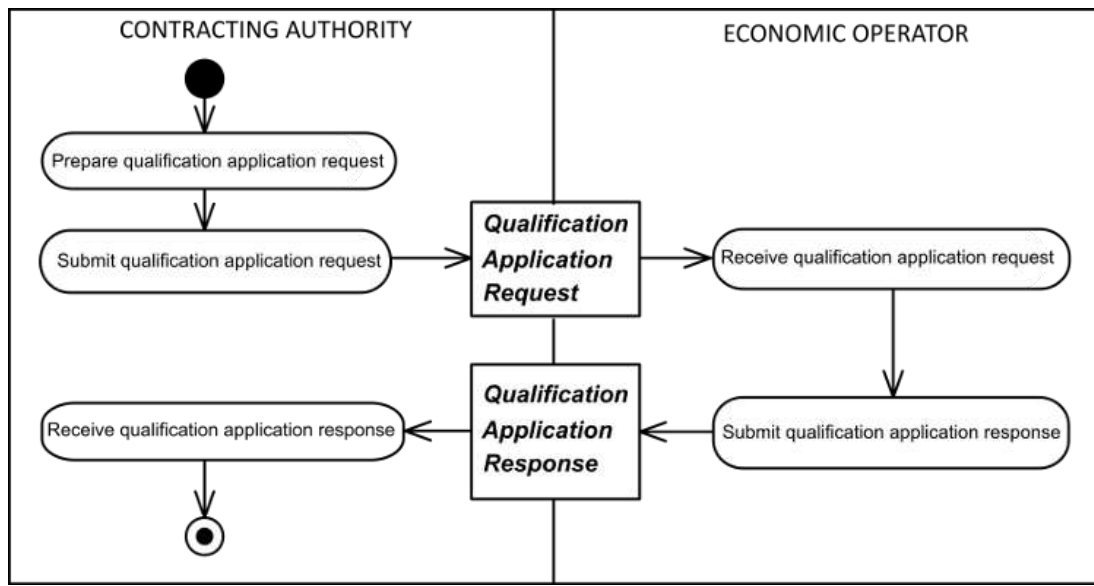 CONTRACTING AUTHORITY
ECONOMIC OPERATOR
Prepare qualification application request
Submit qualification application request
Qualification
Application
Request
Receive qualification application request
Receive qualification application response
Qualification
Application
Response
Submit qualification application response